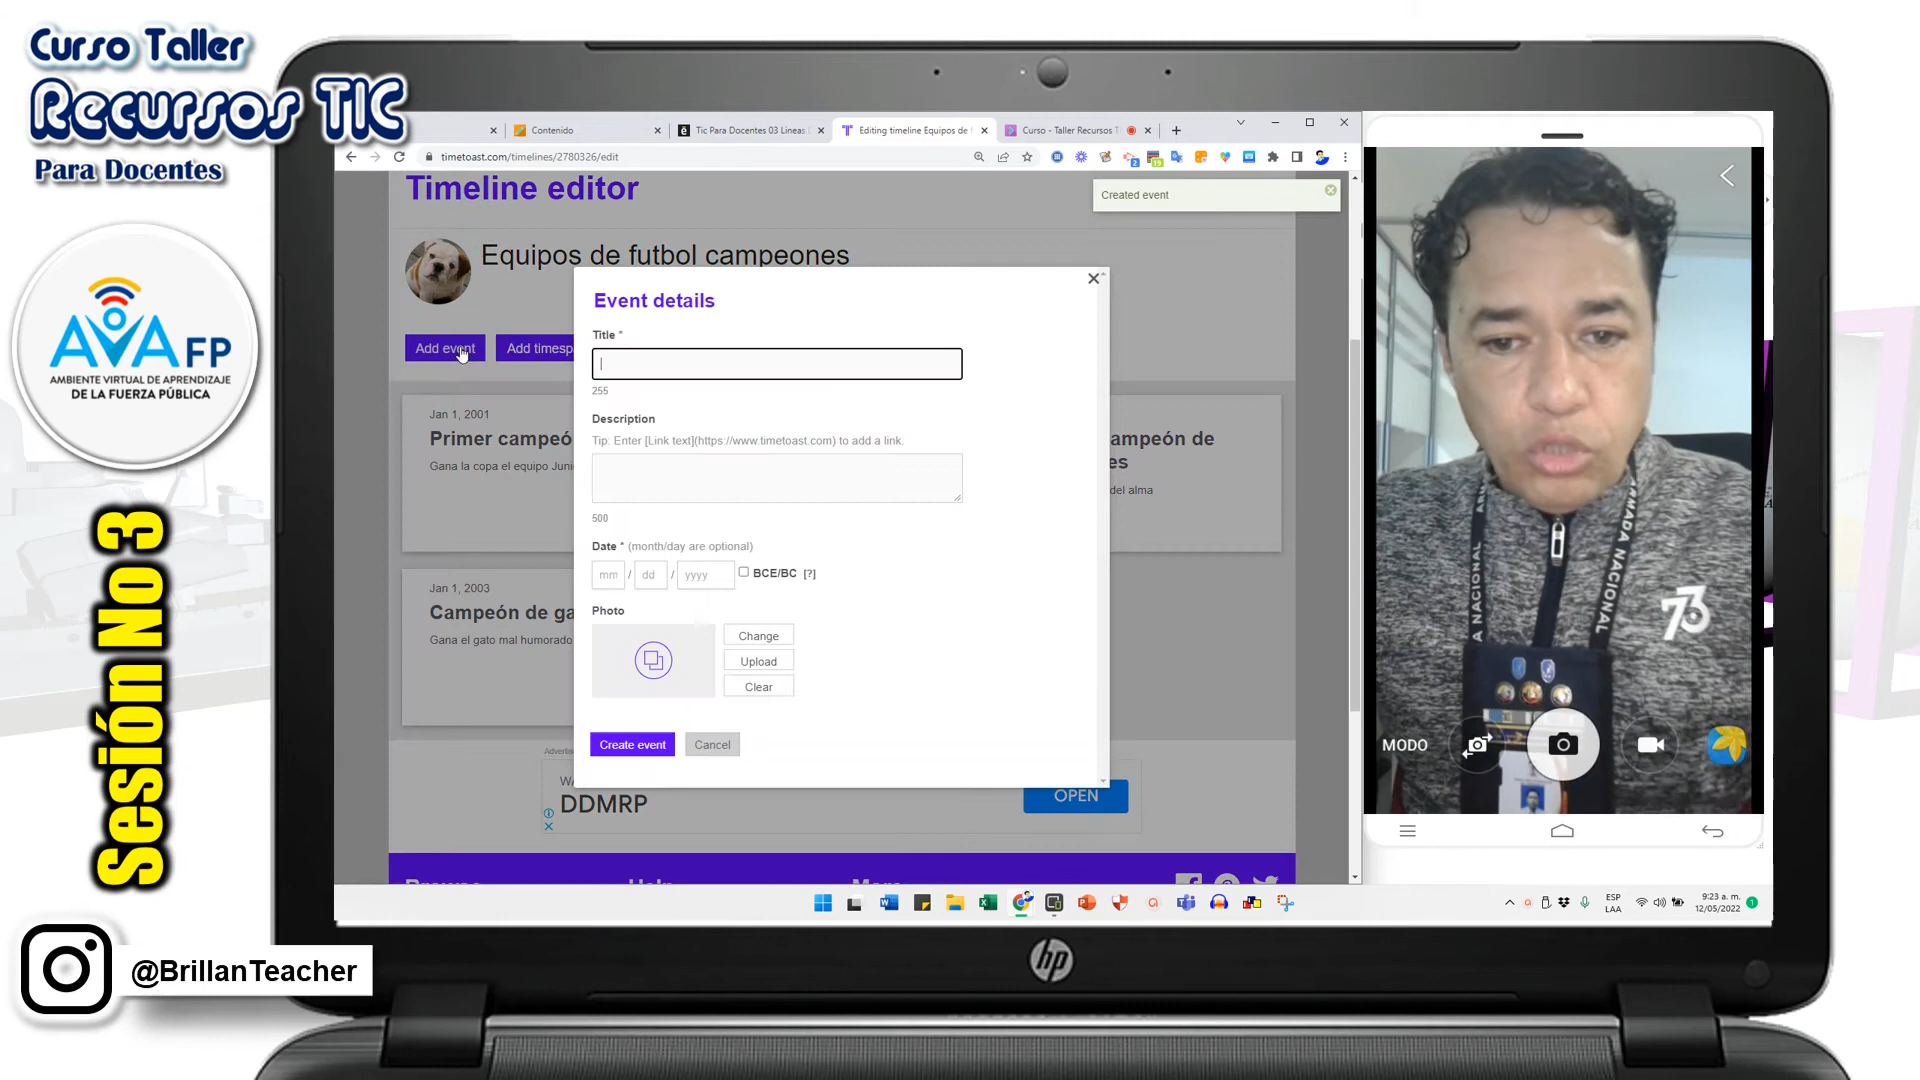 Curso Taller
Recursos TIC
Para Docentes
AVA FP
AMBIENTE VIRTUAL DE APRENDIZAJE
DE LA FUERZA PÚBLICA
Sesión No 3
@BrillanTeacher
Contenido
Tic Para Docentes 03 Lineas
Editing timeline Equipos de
Curso - Taller Recursos T
timetoast.com/timelines/2780326/edit
Timeline editor
Created event
Equipos de futbol campeones
Add event
Add timesp
Jan 1, 2001
Primer campeó
Gana la copa el equipo Juni
ampeón de
es
del alma
Jan 1, 2003
Campeón de ga
Gana el gato mal humorado
Event details
Title *
255
Description
Tip: Enter [Link text](https://www.timetoast.com) to add a link.
500
Date * (month/day are optional)
mm / dd / yyyy
BCE/BC [?]
Photo
Change
Upload
Clear
Create event
Cancel
DDMRP
OPEN
MODO
A NACIONAL
ARMADA NACIONAL
73
ESP
LAA
9:23 a. m.
12/05/2022
1
hp